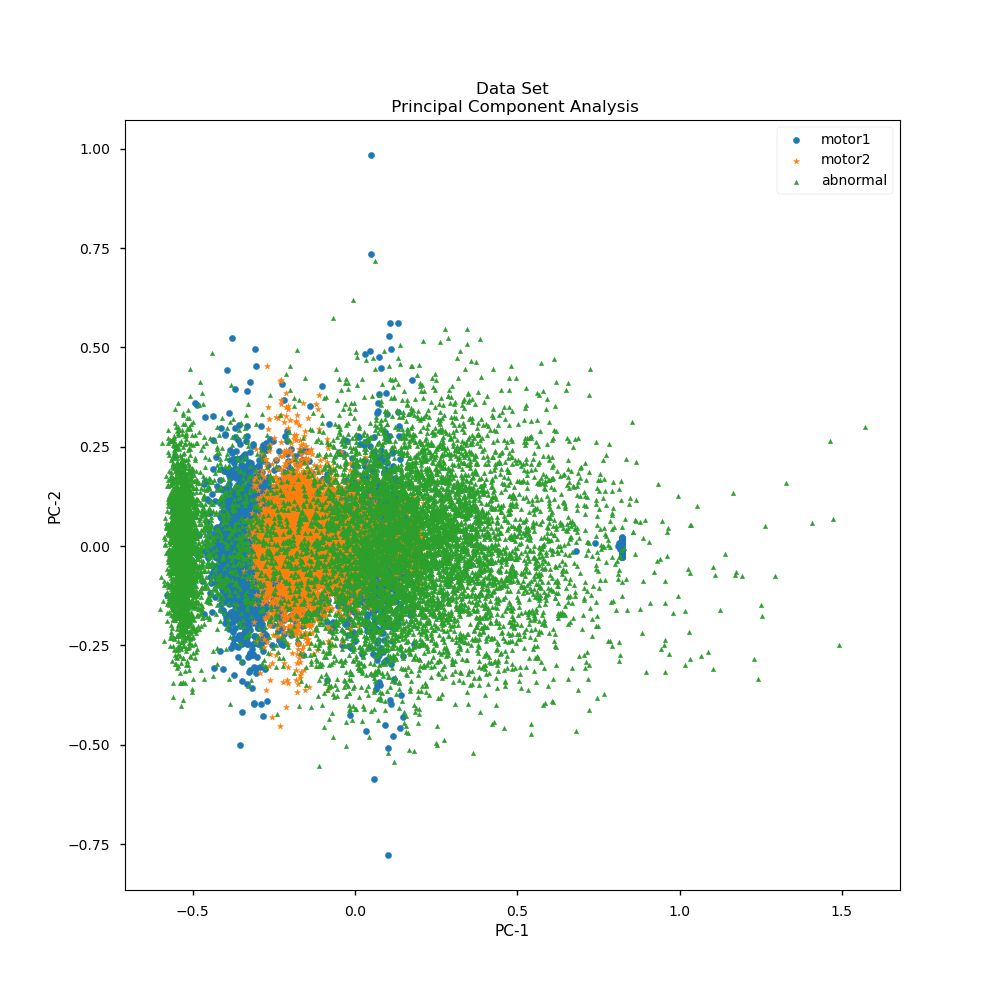 Data Set
Principal Component Analysis
motor1
motor2
abnormal
1.00
0.75
0.50
0.25
0.00
−0.25
−0.50
−0.75
PC-2
−0.5
0.0
0.5
1.0
1.5
PC-1